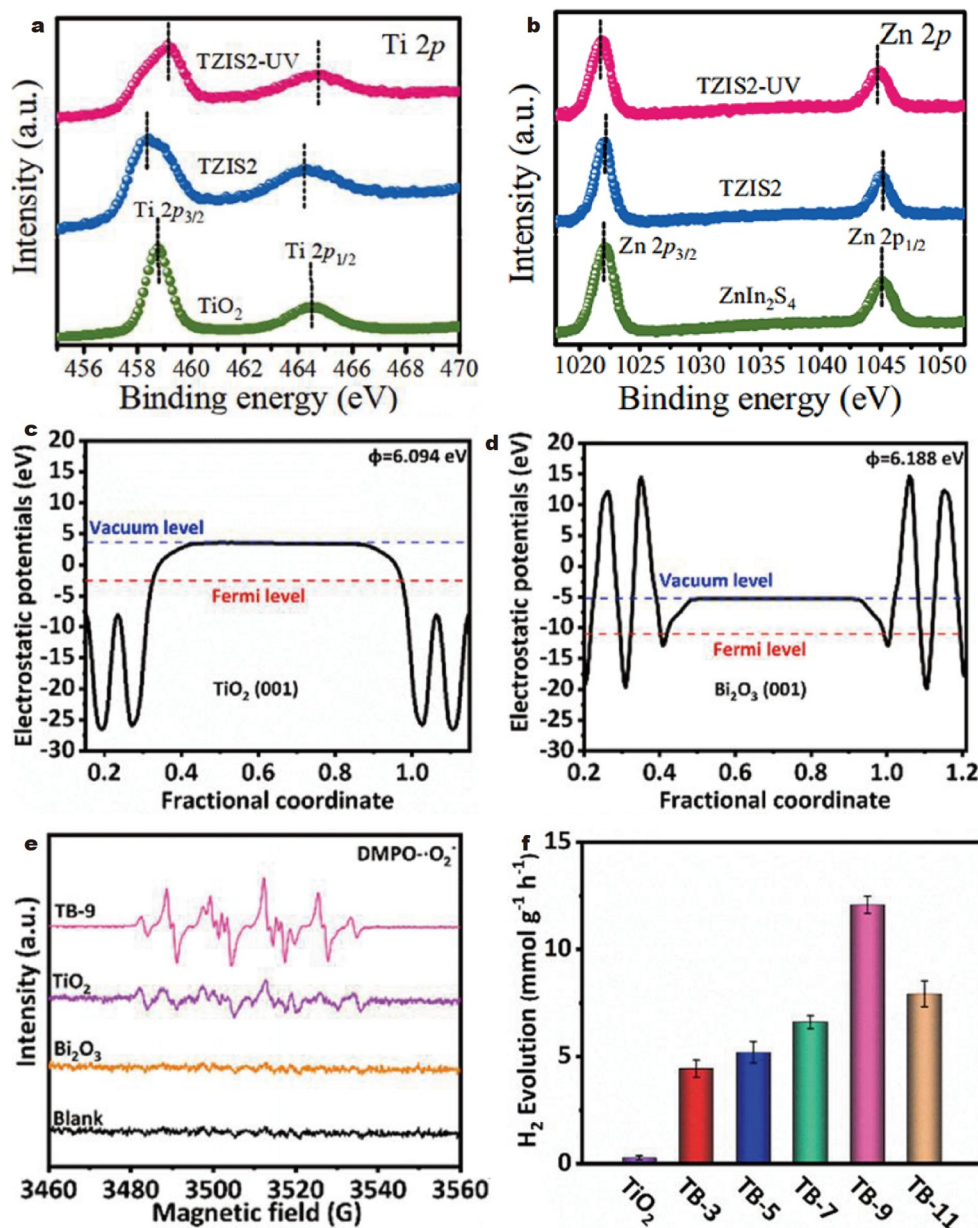 a
Ti 2p
TZIS2-UV
TZIS2
Ti 2p3/2
Ti 2p1/2
TiO2
Intensity (a.u.)
456 458 460 462 464 466 468 470
Binding energy (eV)
b
Zn 2p
TZIS2-UV
TZIS2
Zn 2p3/2
Zn 2p1/2
ZnIn2S4
Intensity (a.u.)
1020 1025 1030 1035 1040 1045 1050
Binding energy (eV)
c
ϕ=6.094 eV
Vacuum level
Fermi level
TiO2 (001)
Electrostatic potentials (eV)
20
15
10
5
0
-5
-10
-15
-20
-25
-30
0.2 0.4 0.6 0.8 1.0
Fractional coordinate
d
ϕ=6.188 eV
Vacuum level
Fermi level
Bi2O3 (001)
Electrostatic potentials (eV)
20
15
10
5
0
-5
-10
-15
-20
-25
-30
0.2 0.4 0.6 0.8 1.0 1.2
Fractional coordinate
e
DMPO-·O2-
TB-9
TiO2
Bi2O3
Blank
Intensity (a.u.)
3460 3480 3500 3520 3540 3560
Magnetic field (G)
f
H2 Evolution (mmol g-1 h-1)
15
10
5
0
TiO2 TB-3 TB-5 TB-7 TB-9 TB-11